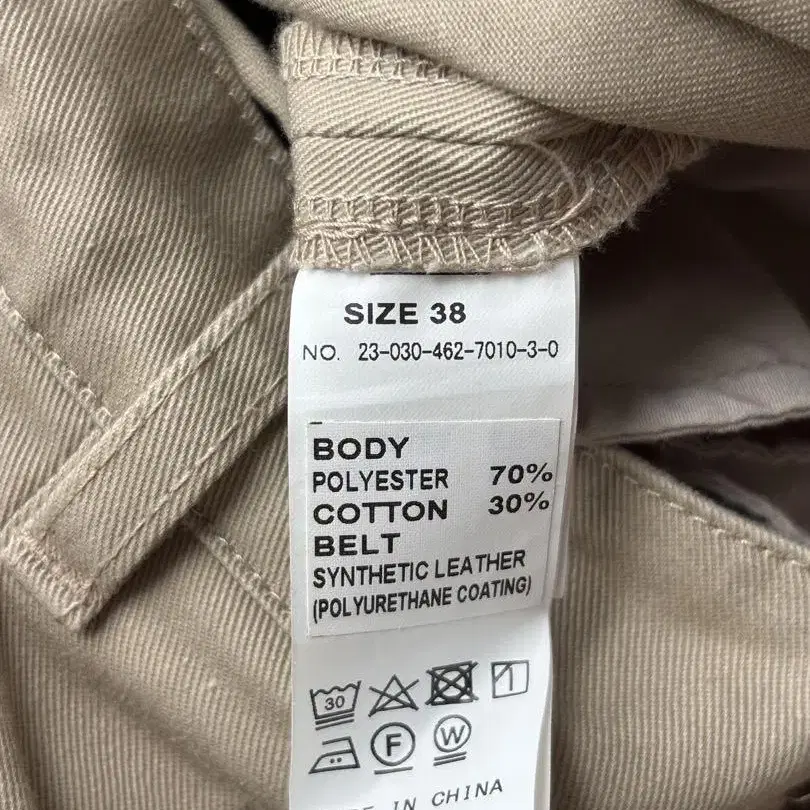 SIZE 38
NO. 23-030-462-7010-3-0
BODY
POLYESTER 70%
COTTON 30%
BELT
SYNTHETIC LEATHER
(POLYURETHANE COATING)
30
F W
IN CHINA